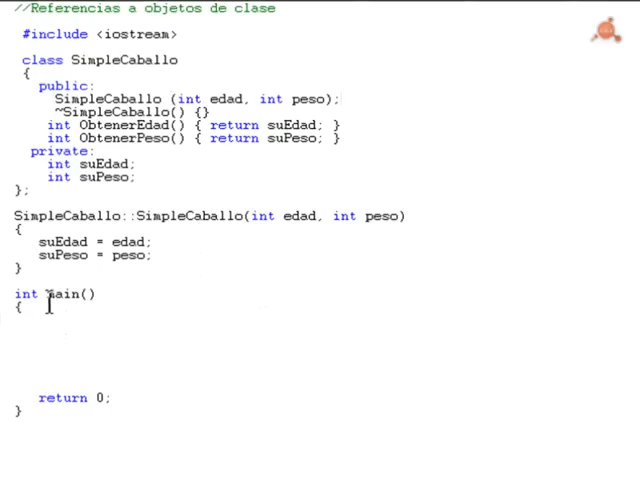 //Referencias a objetos de clase
#include <iostream>
class SimpleCaballo
{
public:
SimpleCaballo (int edad, int peso);
~SimpleCaballo() {}
int ObtenerEdad() { return suEdad; }
int ObtenerPeso() { return suPeso; }
private:
int suEdad;
int suPeso;
};
SimpleCaballo::SimpleCaballo(int edad, int peso)
{
suEdad = edad;
suPeso = peso;
}
int main()
{
return 0;
}